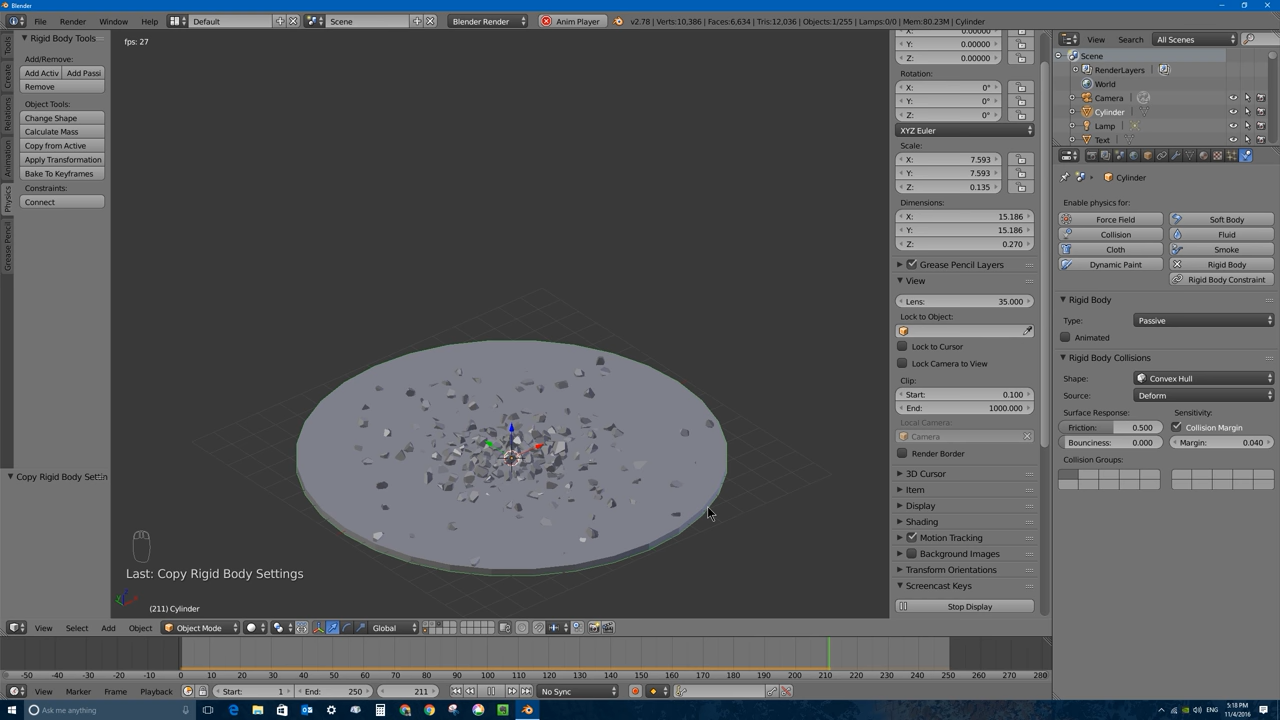 Blender
File Render Window Help Default Scene Blender Render Anim Player v2.78 | Verts:10,386 | Faces:6,634 | Tris:12,036 | Objects:1/255 | Lamps:0/0 | Mem:80.23M | Cylinder
Rigid Body Tools
Add/Remove:
Add Activ Add Passi
Remove
Object Tools:
Change Shape
Calculate Mass
Copy from Active
Apply Transformation
Bake To Keyframes
Constraints:
Connect
Tools
Create
Relations
Animation
Physics
Grease Pencil
Copy Rigid Body Settin
fps: 27
Last: Copy Rigid Body Settings
(211) Cylinder
X: 0.00000
Y: 0.00000
Z: 0.00000
Rotation:
X: 0°
Y: 0°
Z: 0°
XYZ Euler
Scale:
X: 7.593
Y: 7.593
Z: 0.135
Dimensions:
X: 15.186
Y: 15.186
Z: 0.270
Grease Pencil Layers
View
Lens: 35.000
Lock to Object:
Lock to Cursor
Lock Camera to View
Clip:
Start: 0.100
End: 1000.000
Local Camera:
Camera
Render Border
3D Cursor
Item
Display
Shading
Motion Tracking
Background Images
Transform Orientations
Screencast Keys
Stop Display
View Search All Scenes
Scene
RenderLayers
World
Camera
Cylinder
Lamp
Text
Cylinder
Enable physics for:
Force Field Soft Body
Collision Fluid
Cloth Smoke
Dynamic Paint Rigid Body
Rigid Body Constraint
Rigid Body
Type: Passive
Animated
Rigid Body Collisions
Shape: Convex Hull
Source: Deform
Surface Response: Sensitivity:
Friction: 0.500 Collision Margin
Bounciness: 0.000 Margin: 0.040
Collision Groups:
View Select Add Object Object Mode Global
-50 -40 -30 -20 -10 0 10 20 30 40 50 60 70 80 90 100 110 120 130 140 150 160 170 180 190 200 210 220 230 240 250 260 270 280
View Marker Frame Playback Start: 1 End: 250 211 No Sync
Ask me anything
5:18 PM
11/4/2016